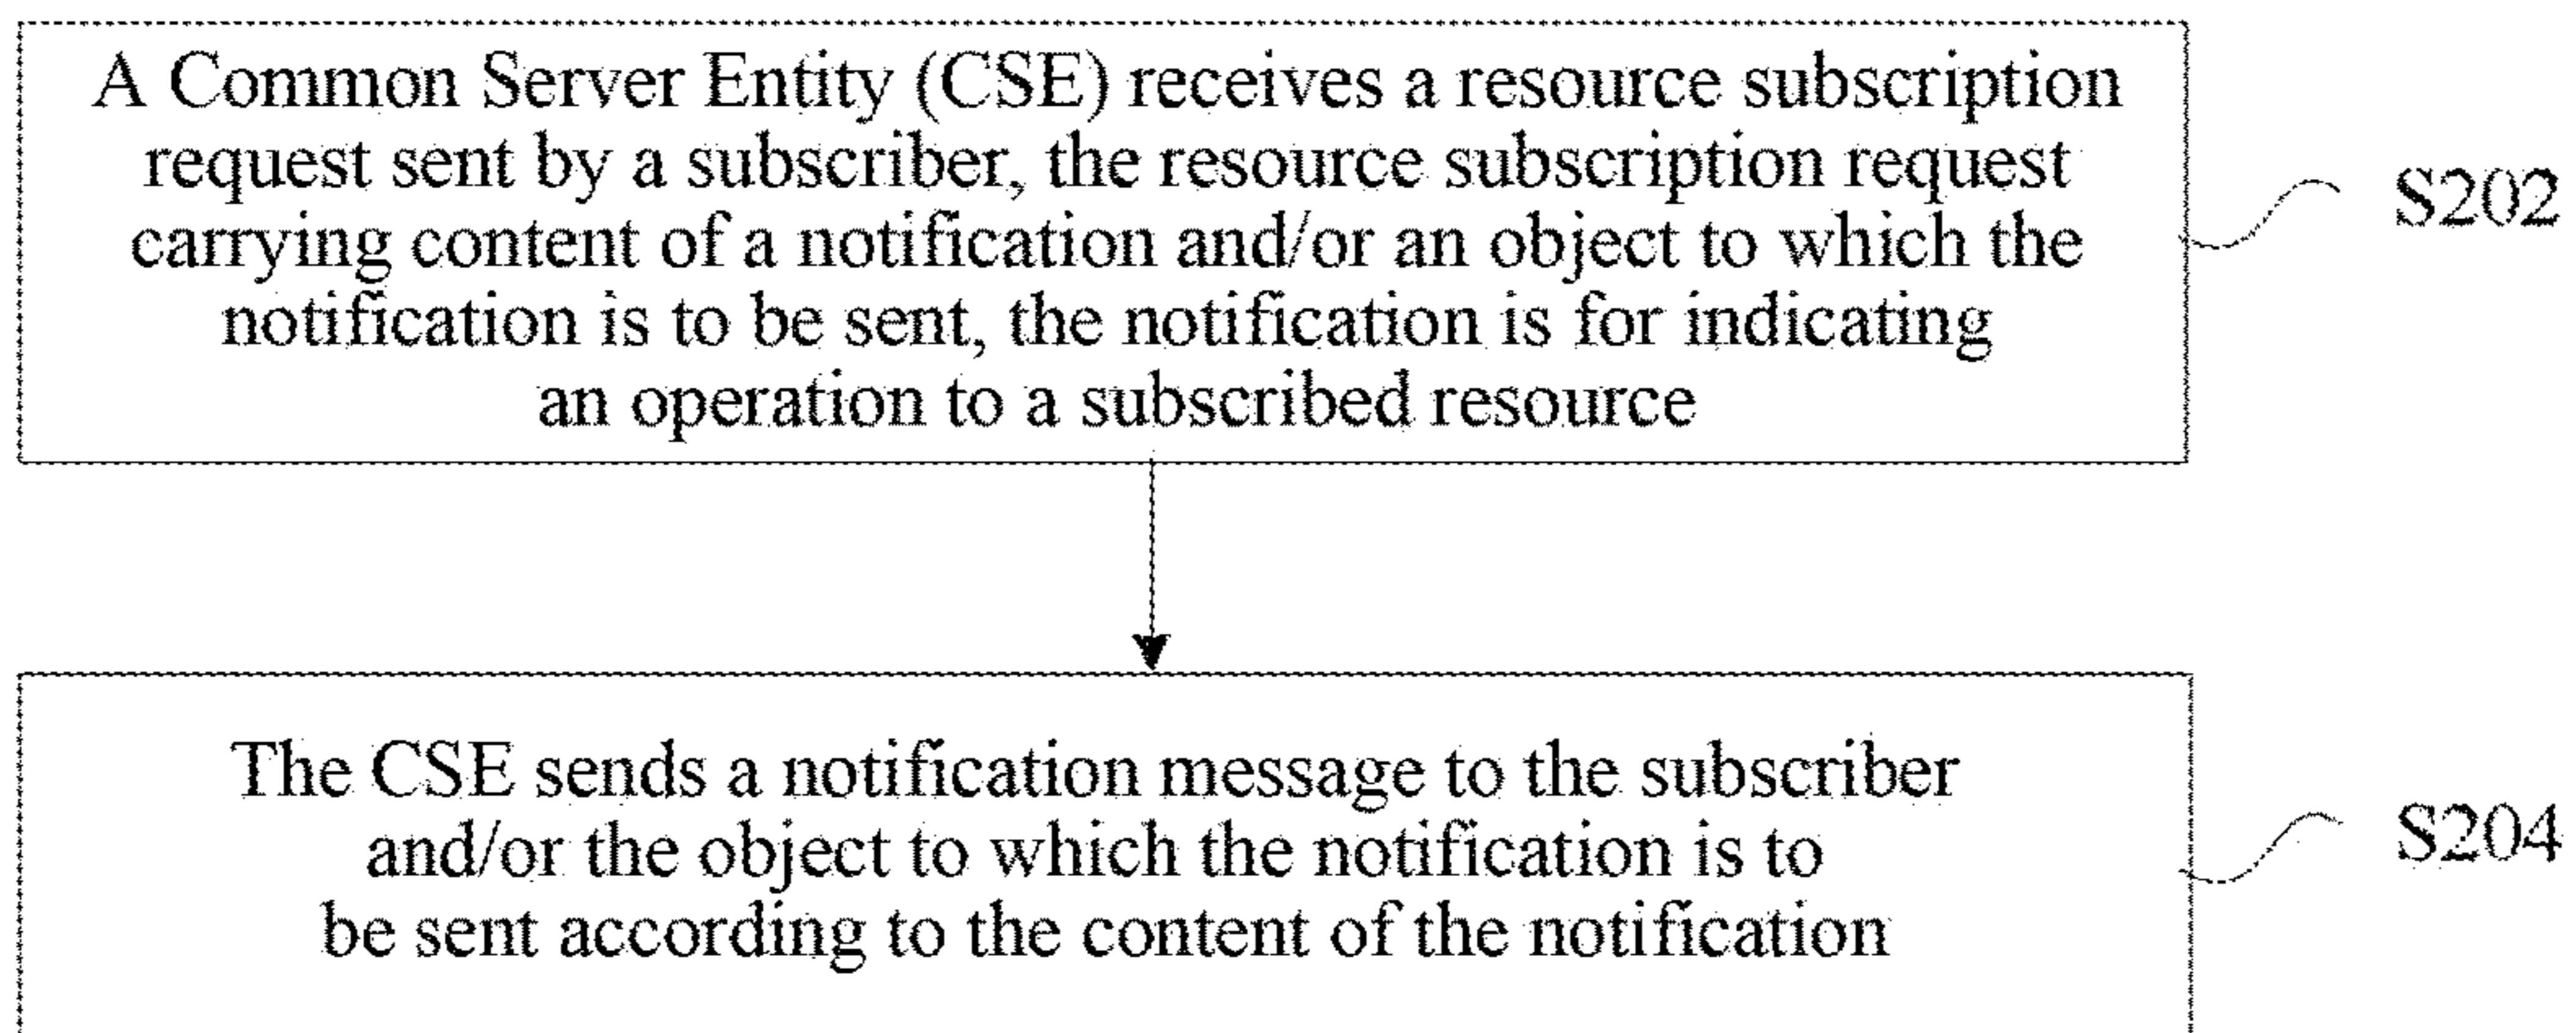 A Common Server Entity (CSE) receives a resource subscription
request sent by a subscriber, the resource subscription request
carrying content of a notification and/or an object to which the
notification is to be sent, the notification is for indicating
an operation to a subscribed resource
S202
The CSE sends a notification message to the subscriber
and/or the object to which the notification is to
be sent according to the content of the notification
S204